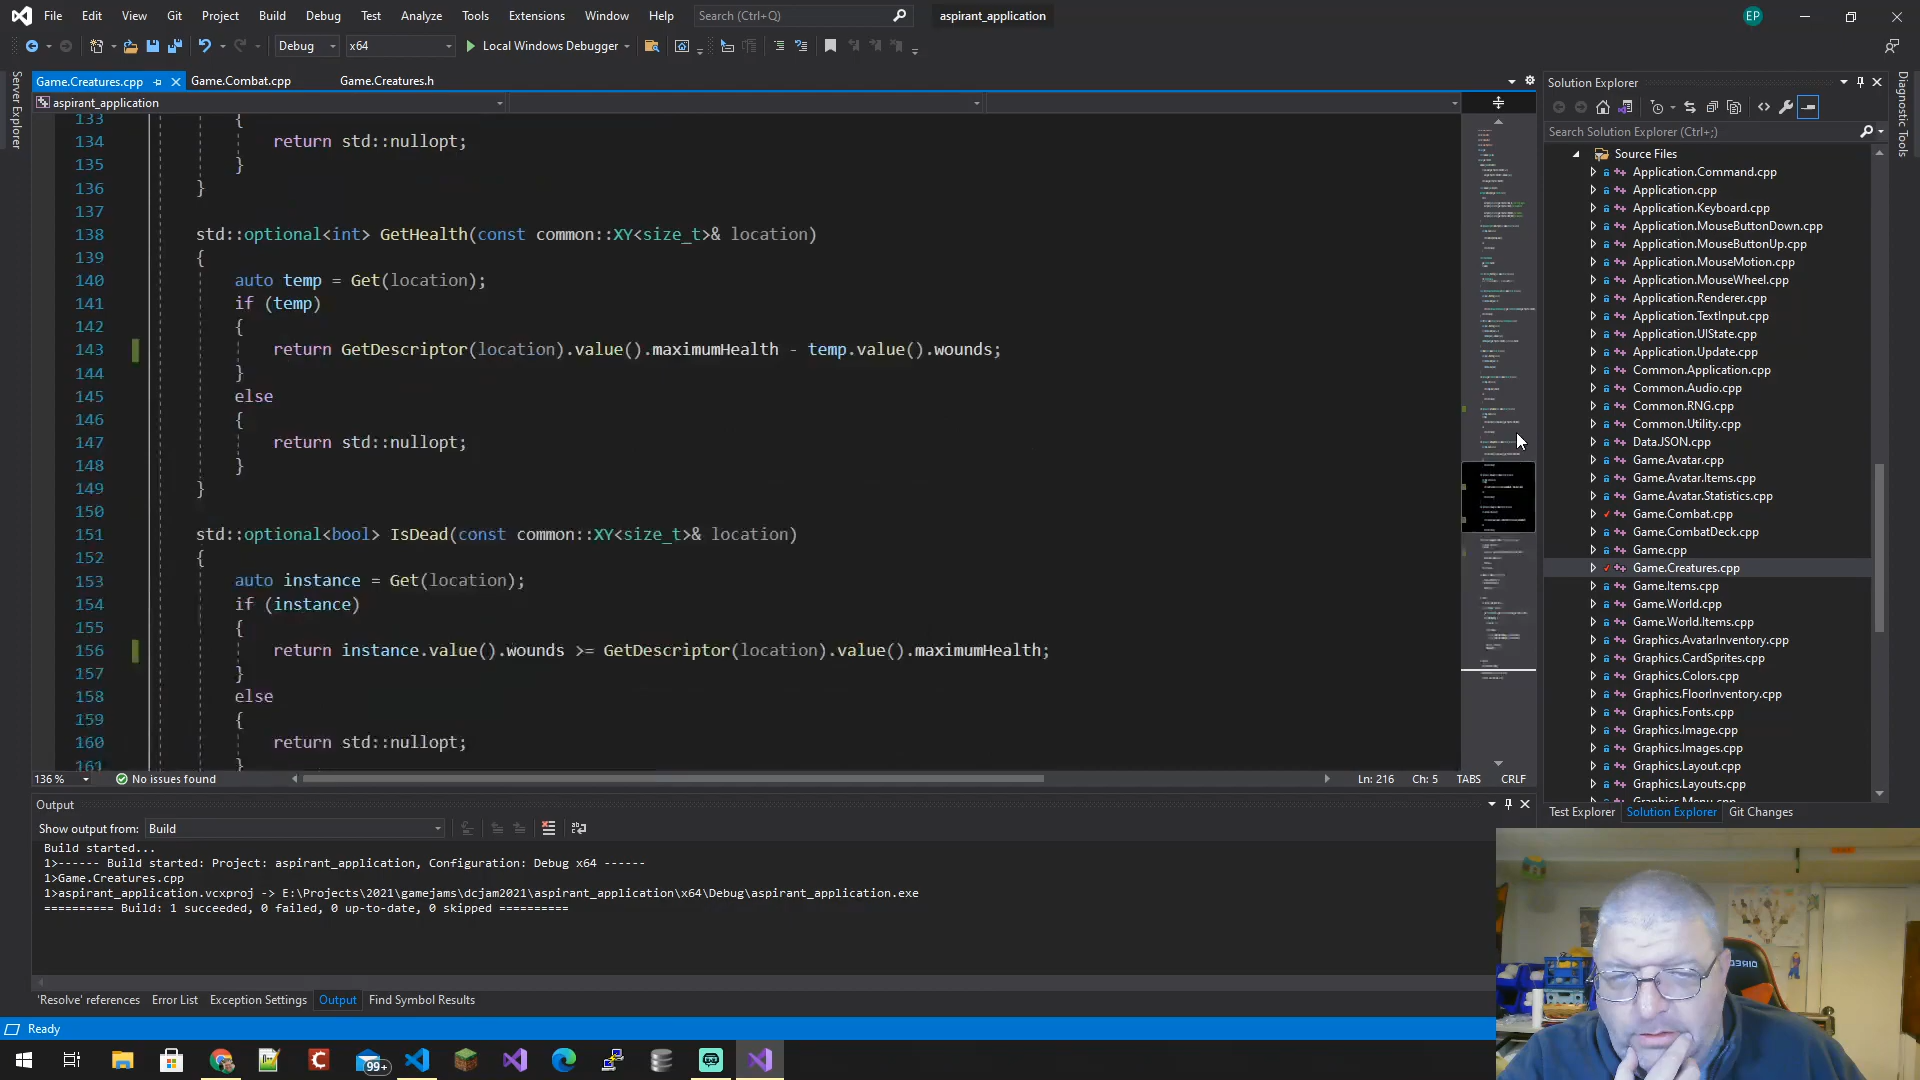 File Edit View Git Project Build Debug Test Analyze Tools Extensions Window Help Search (Ctrl+Q) aspirant_application EP
Debug x64 Local Windows Debugger
Server Explorer
Game.Creatures.cpp Game.Combat.cpp Game.Creatures.h
aspirant_application
133 {
134 return std::nullopt;
135 }
136 }
137
138 std::optional<int> GetHealth(const common::XY<size_t>& location)
139 {
140 auto temp = Get(location);
141 if (temp)
142 {
143 return GetDescriptor(location).value().maximumHealth - temp.value().wounds;
144 }
145 else
146 {
147 return std::nullopt;
148 }
149 }
150
151 std::optional<bool> IsDead(const common::XY<size_t>& location)
152 {
153 auto instance = Get(location);
154 if (instance)
155 {
156 return instance.value().wounds >= GetDescriptor(location).value().maximumHealth;
157 }
158 else
159 {
160 return std::nullopt;
161 }
136 % No issues found Ln: 216 Ch: 5 TABS CRLF
Output
Show output from: Build
Build started...
1>------ Build started: Project: aspirant_application, Configuration: Debug x64 ------
1>Game.Creatures.cpp
1>aspirant_application.vcxproj -> E:\Projects\2021\gamejams\dcjam2021\aspirant_application\x64\Debug\aspirant_application.exe
========== Build: 1 succeeded, 0 failed, 0 up-to-date, 0 skipped ==========
'Resolve' references Error List Exception Settings Output Find Symbol Results
Ready
99+
Solution Explorer
Search Solution Explorer (Ctrl+;)
Source Files
Application.Command.cpp
Application.cpp
Application.Keyboard.cpp
Application.MouseButtonDown.cpp
Application.MouseButtonUp.cpp
Application.MouseMotion.cpp
Application.MouseWheel.cpp
Application.Renderer.cpp
Application.TextInput.cpp
Application.UIState.cpp
Application.Update.cpp
Common.Application.cpp
Common.Audio.cpp
Common.RNG.cpp
Common.Utility.cpp
Data.JSON.cpp
Game.Avatar.cpp
Game.Avatar.Items.cpp
Game.Avatar.Statistics.cpp
Game.Combat.cpp
Game.CombatDeck.cpp
Game.cpp
Game.Creatures.cpp
Game.Items.cpp
Game.World.cpp
Game.World.Items.cpp
Graphics.AvatarInventory.cpp
Graphics.CardSprites.cpp
Graphics.Colors.cpp
Graphics.FloorInventory.cpp
Graphics.Fonts.cpp
Graphics.Image.cpp
Graphics.Images.cpp
Graphics.Layout.cpp
Graphics.Layouts.cpp
Graphics.Menu.cpp
Test Explorer Solution Explorer Git Changes
Diagnostic Tools